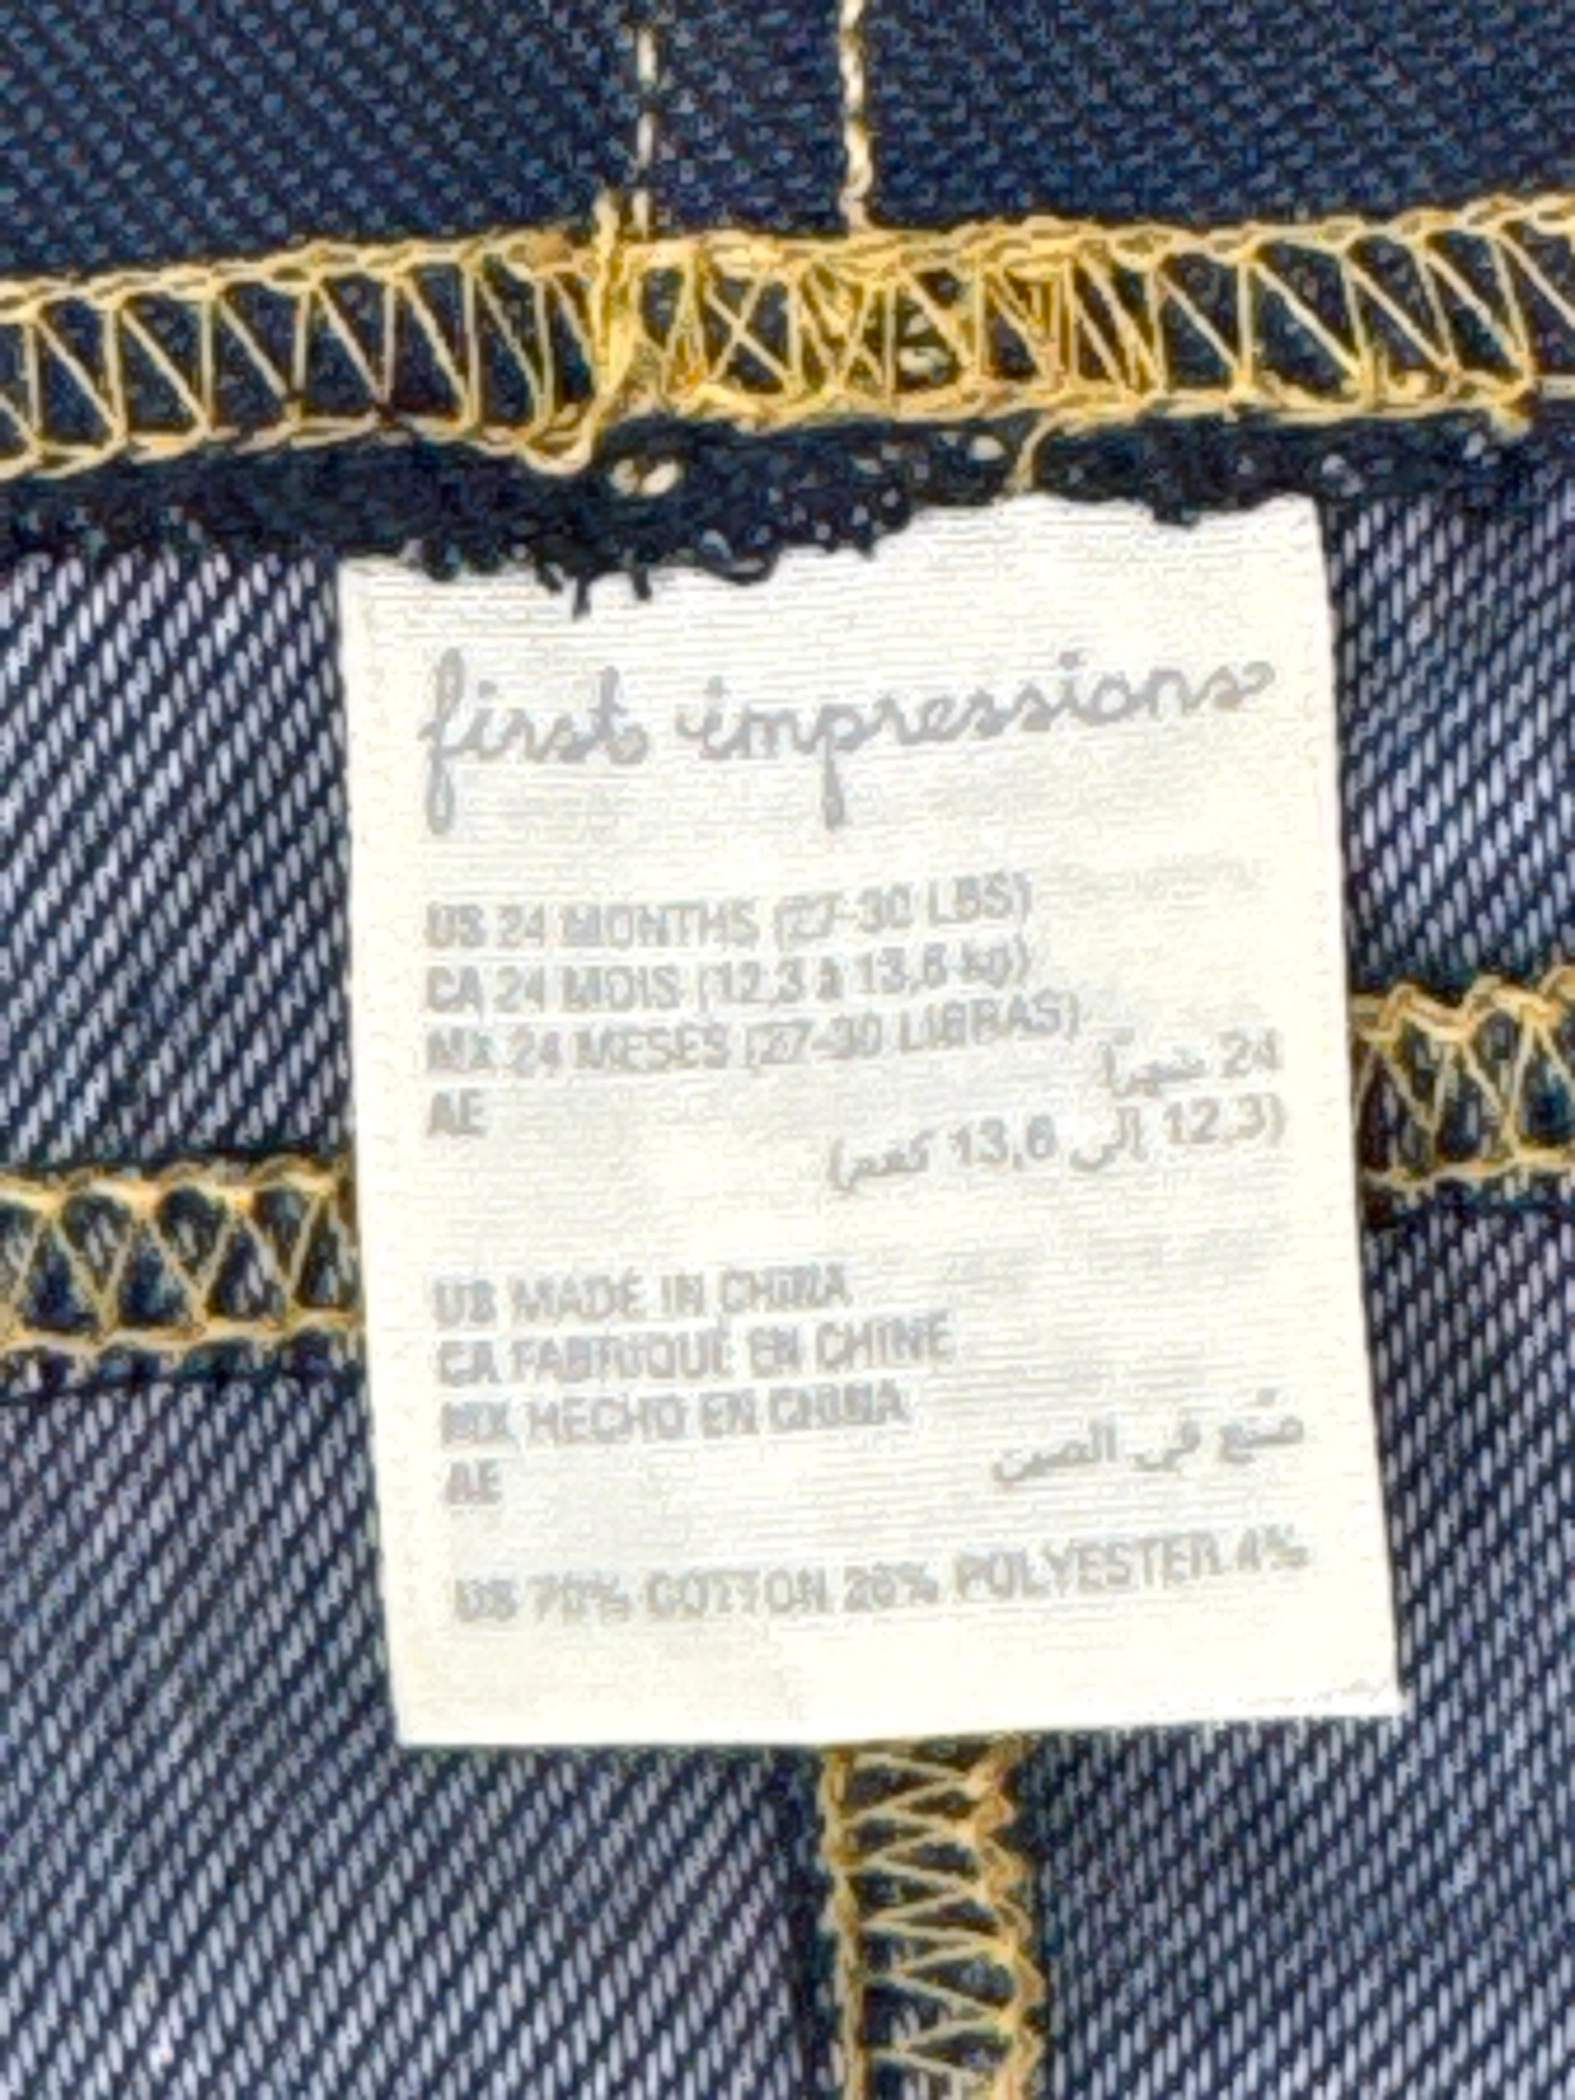 first impressions
US 24 MONTHS (27-30 LBS)
CA 24 MOIS (12,3 à 13,6 kg)
MX 24 MESES (27-30 LIBRAS)
AE 24 شهراً
(12,3 إلى 13,6 كغم)
US MADE IN CHINA
CA FABRIQUÉ EN CHINE
MX HECHO EN CHINA
AE صُنع في الصين
US 70% COTTON 26% POLYESTER 4%